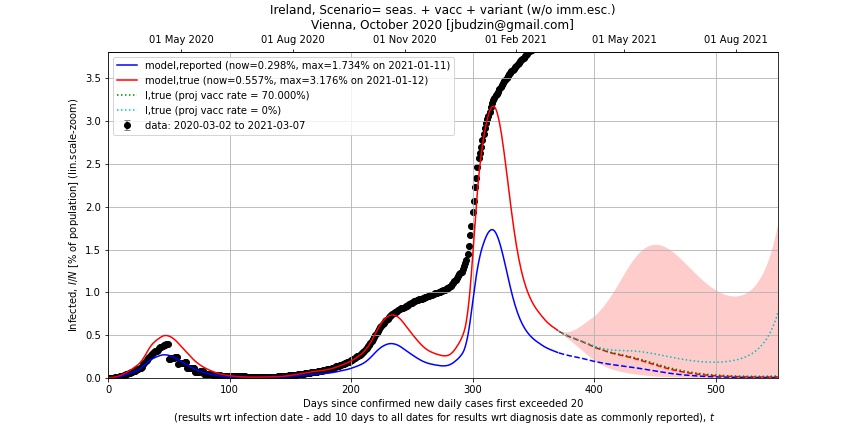 Ireland, Scenario= seas. + vacc + variant (w/o imm.esc.)
Vienna, October 2020 [jbudzin@gmail.com]
01 May 2020 01 Aug 2020 01 Nov 2020 01 Feb 2021 01 May 2021 01 Aug 2021
model,reported (now=0.298%, max=1.734% on 2021-01-11)
model,true (now=0.557%, max=3.176% on 2021-01-12)
I,true (proj vacc rate = 70.000%)
I,true (proj vacc rate = 0%)
data: 2020-03-02 to 2021-03-07
Infected, I/N [% of population] (lin.scale-zoom)
3.5
3.0
2.5
2.0
1.5
1.0
0.5
0.0
0 100 200 300 400 500
Days since confirmed new daily cases first exceeded 20
(results wrt infection date - add 10 days to all dates for results wrt diagnosis date as commonly reported), t